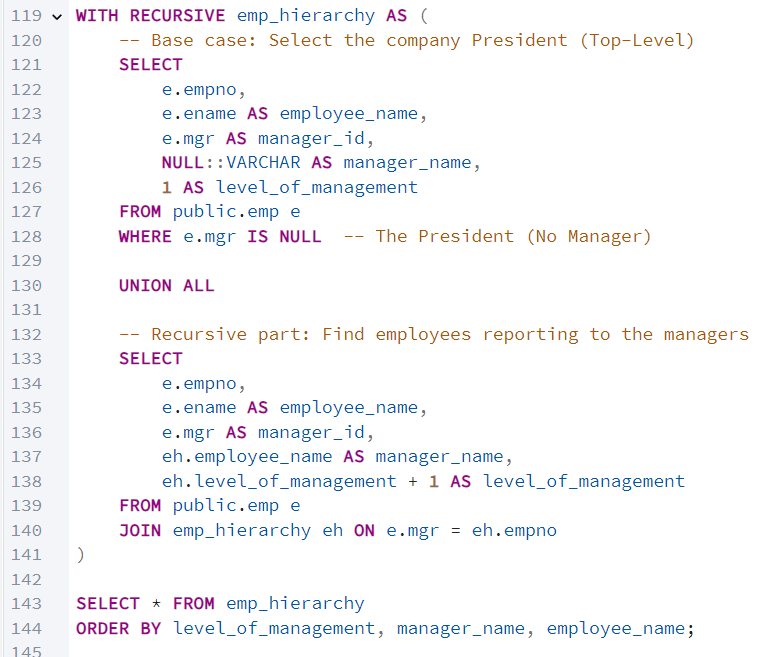 119 WITH RECURSIVE emp_hierarchy AS (
120     -- Base case: Select the company President (Top-Level)
121     SELECT
122         e.empno,
123         e.ename AS employee_name,
124         e.mgr AS manager_id,
125         NULL::VARCHAR AS manager_name,
126         1 AS level_of_management
127     FROM public.emp e
128     WHERE e.mgr IS NULL  -- The President (No Manager)
129
130     UNION ALL
131
132     -- Recursive part: Find employees reporting to the managers
133     SELECT
134         e.empno,
135         e.ename AS employee_name,
136         e.mgr AS manager_id,
137         eh.employee_name AS manager_name,
138         eh.level_of_management + 1 AS level_of_management
139     FROM public.emp e
140     JOIN emp_hierarchy eh ON e.mgr = eh.empno
141 )
142
143 SELECT * FROM emp_hierarchy
144 ORDER BY level_of_management, manager_name, employee_name;
145